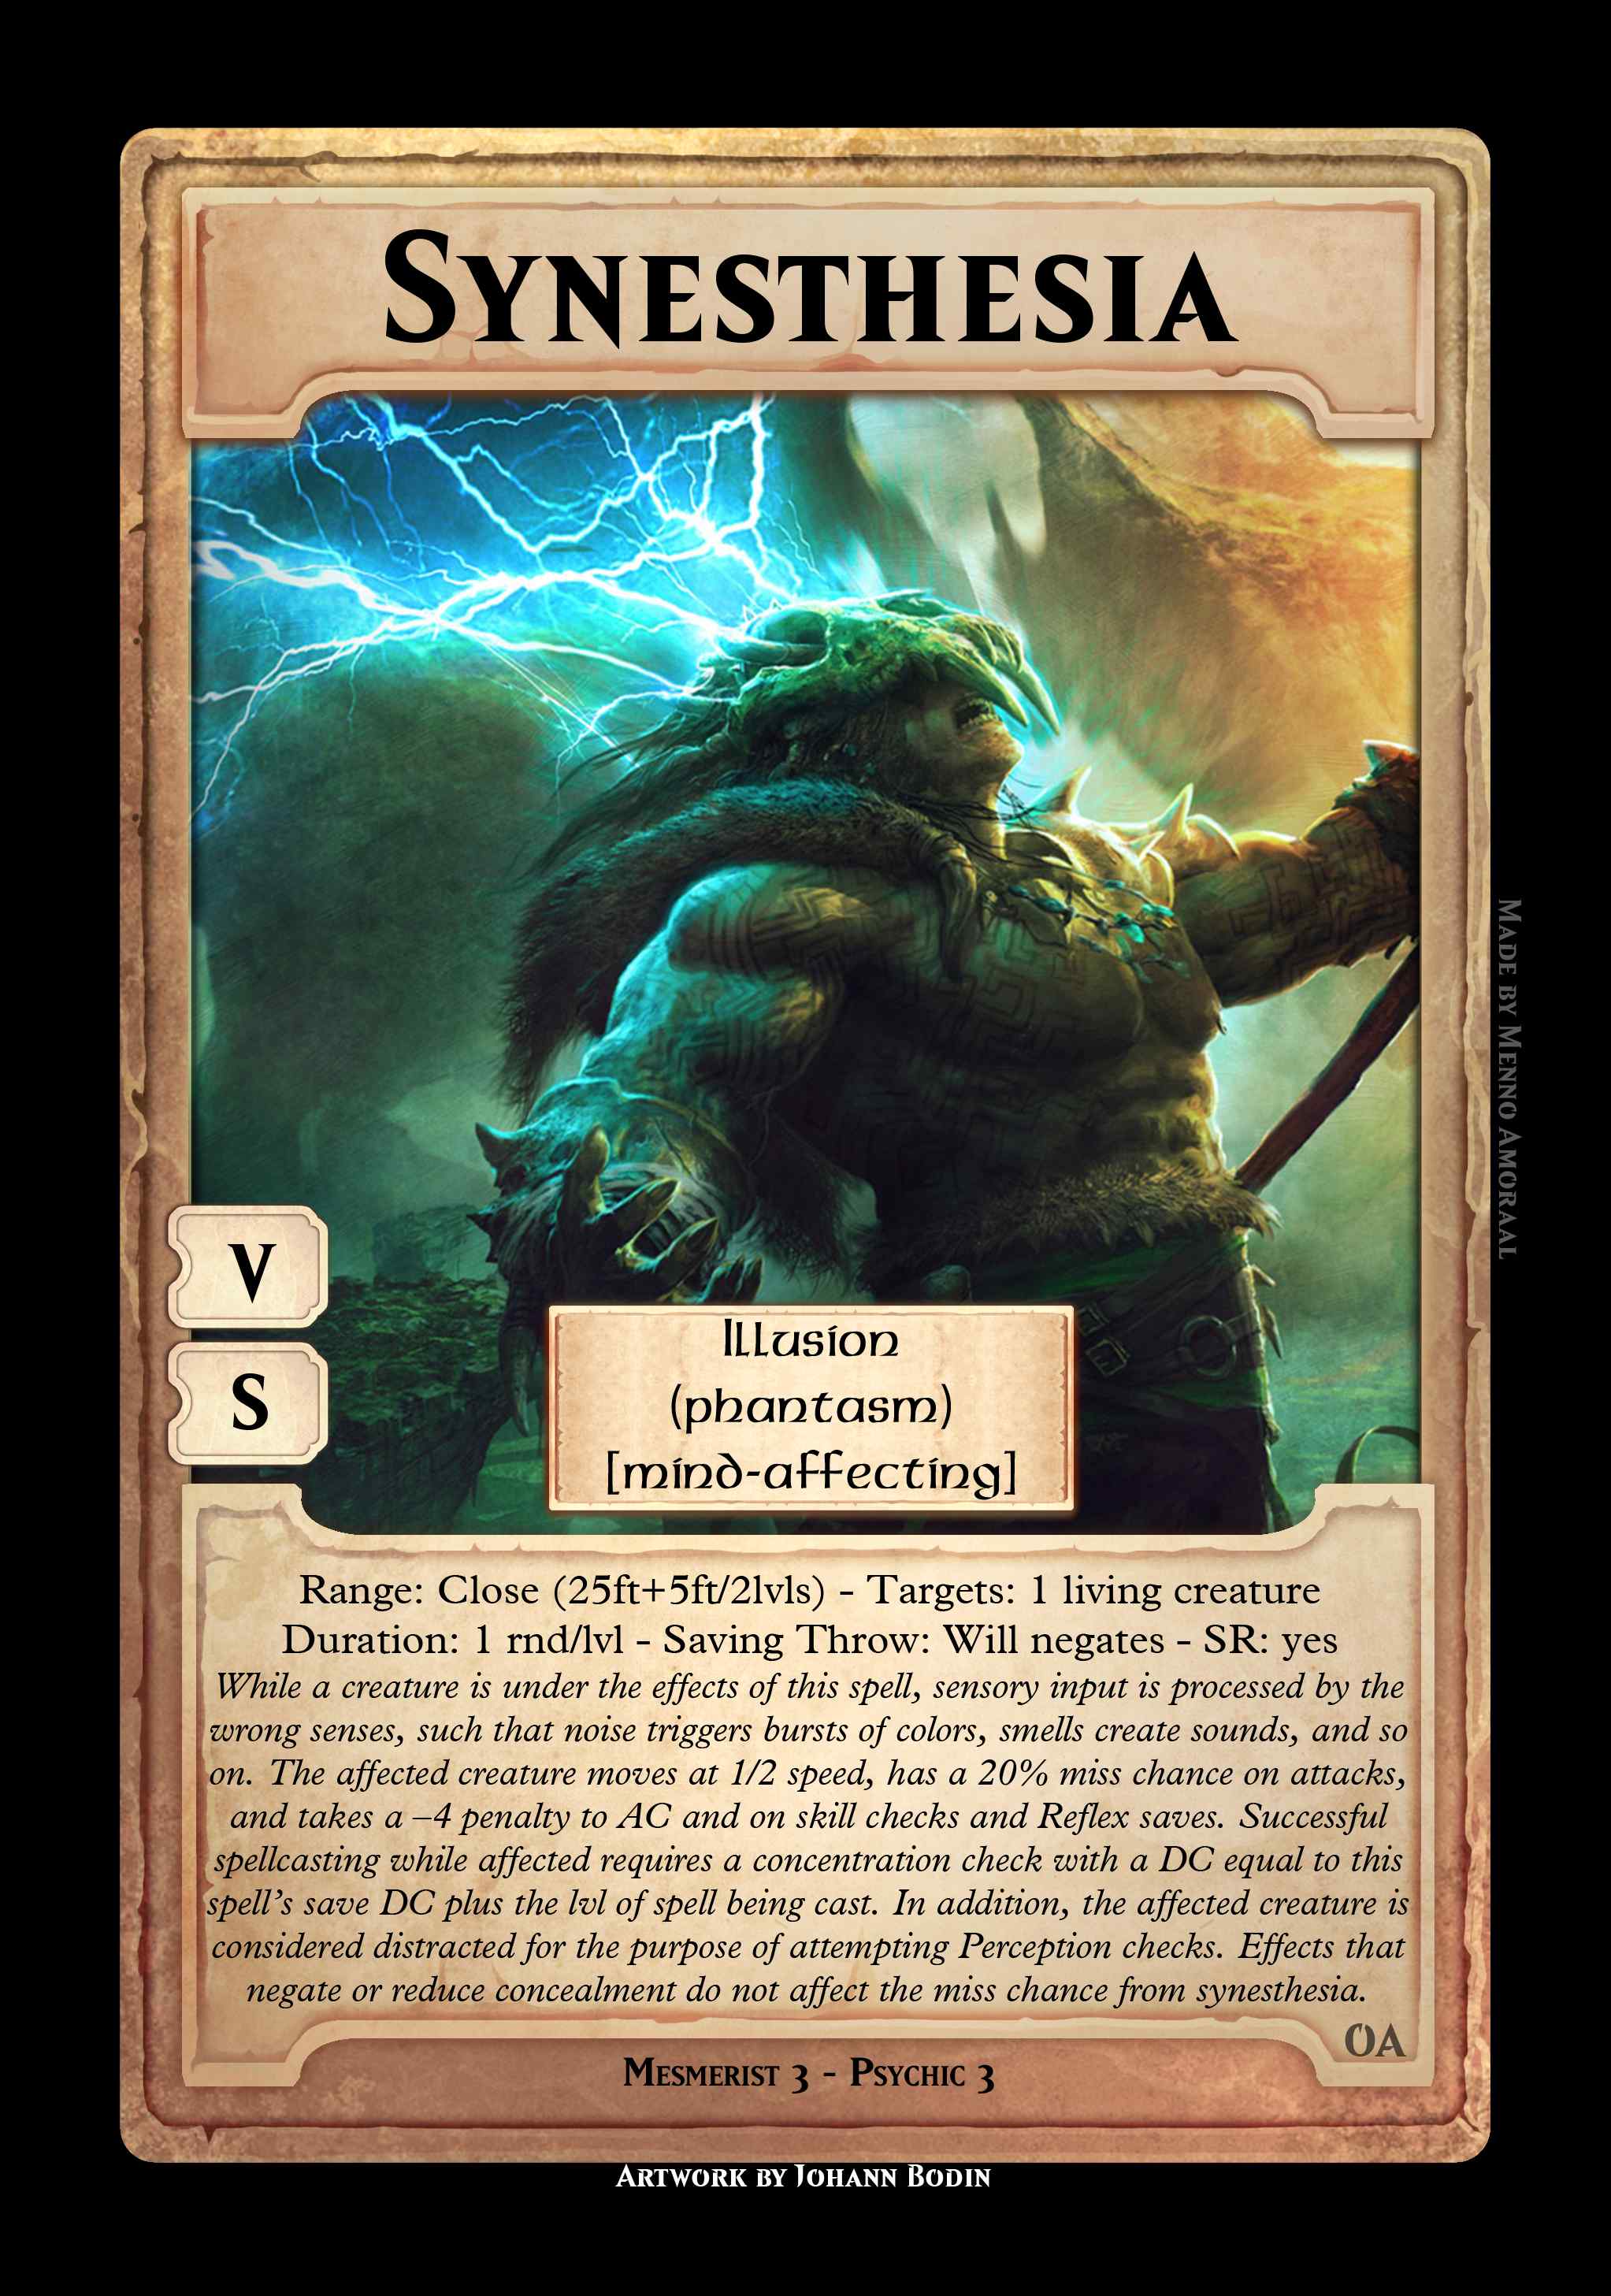 Synesthesia
V
S
Illusion
(phantasm)
[mind-affecting]
Range: Close (25ft+5ft/2lvls) - Targets: 1 living creature
Duration: 1 rnd/lvl - Saving Throw: Will negates - SR: yes
While a creature is under the effects of this spell, sensory input is processed by the
wrong senses, such that noise triggers bursts of colors, smells create sounds, and so
on. The affected creature moves at 1/2 speed, has a 20% miss chance on attacks,
and takes a –4 penalty to AC and on skill checks and Reflex saves. Successful
spellcasting while affected requires a concentration check with a DC equal to this
spell’s save DC plus the lvl of spell being cast. In addition, the affected creature is
considered distracted for the purpose of attempting Perception checks. Effects that
negate or reduce concealment do not affect the miss chance from synesthesia.
OA
Mesmerist 3 - Psychic 3
Artwork by Johann Bodin
Made by Menno Amoraal